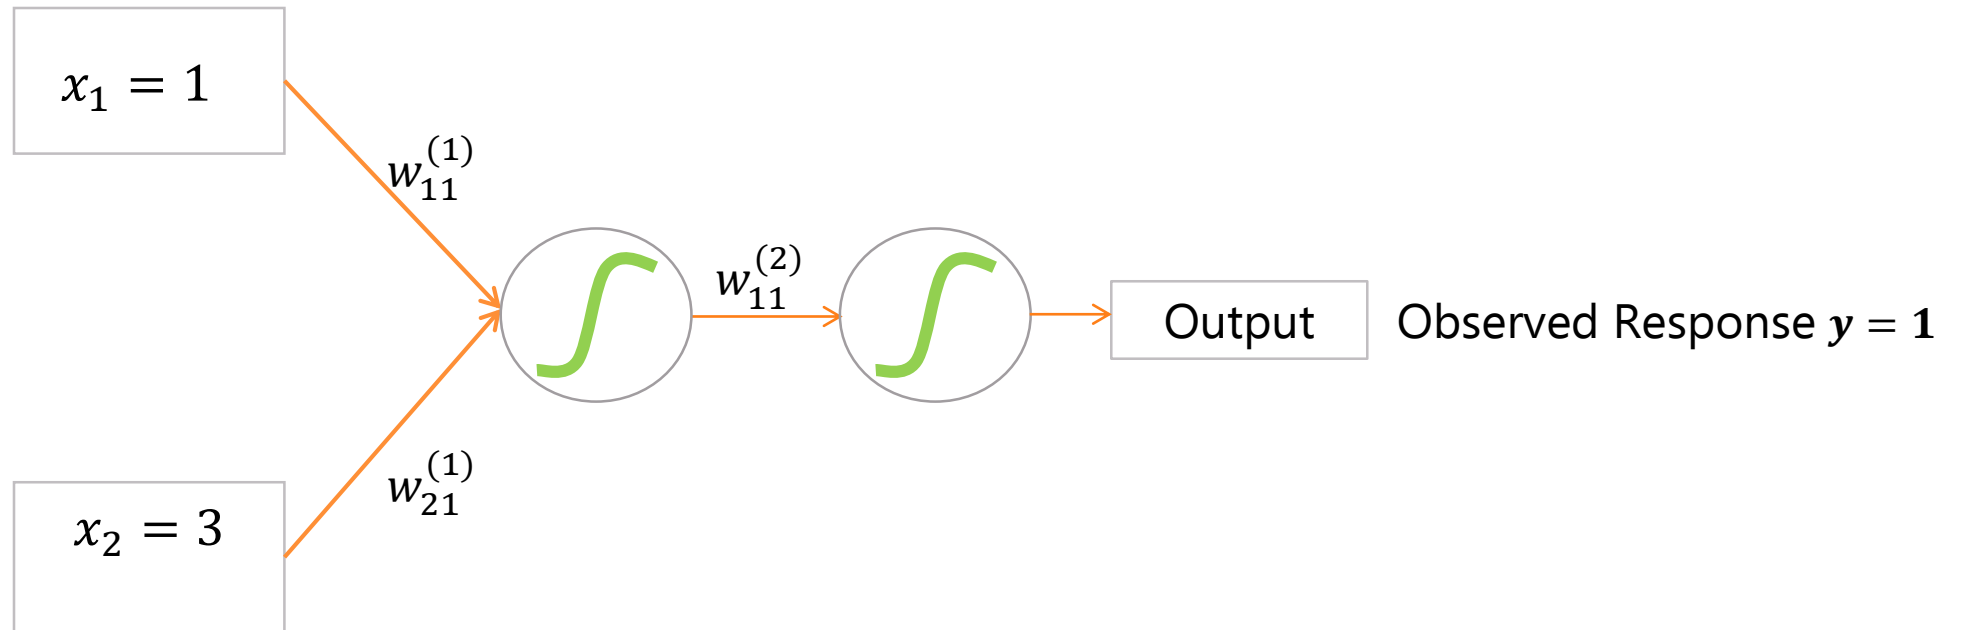 x₁ = 1
w₁₁⁽¹⁾
w₁₁⁽²⁾
Output
Observed Response y = 1
w₂₁⁽¹⁾
x₂ = 3